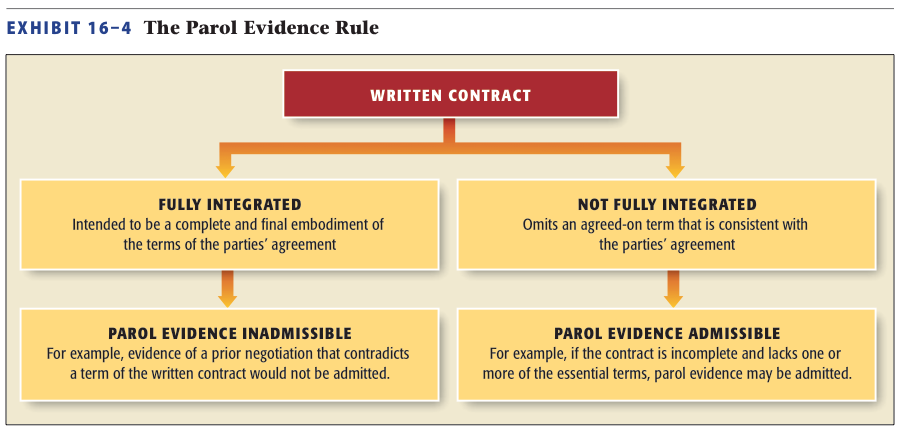 EXHIBIT 16–4 The Parol Evidence Rule
WRITTEN CONTRACT
FULLY INTEGRATED
Intended to be a complete and final embodiment of
the terms of the parties’ agreement
NOT FULLY INTEGRATED
Omits an agreed-on term that is consistent with
the parties’ agreement
PAROL EVIDENCE INADMISSIBLE
For example, evidence of a prior negotiation that contradicts
a term of the written contract would not be admitted.
PAROL EVIDENCE ADMISSIBLE
For example, if the contract is incomplete and lacks one or
more of the essential terms, parol evidence may be admitted.